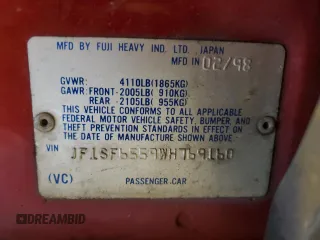 MFD BY FUJI HEAVY IND. LTD. JAPAN
MFD IN 02/98
GVWR: 4110LB(1865KG)
GAWR:FRONT-2005LB( 910KG)
REAR -2105LB( 955KG)
THIS VEHICLE CONFORMS TO ALL APPLICABLE
FEDERAL MOTOR VEHICLE SAFETY, BUMPER, AND
THEFT PREVENTION STANDARDS IN EFFECT ON
THE DATE OF MANUFACTURE SHOWN ABOVE.
VIN JF1SF6559WH769160
(VC) PASSENGER CAR
DREAMBID